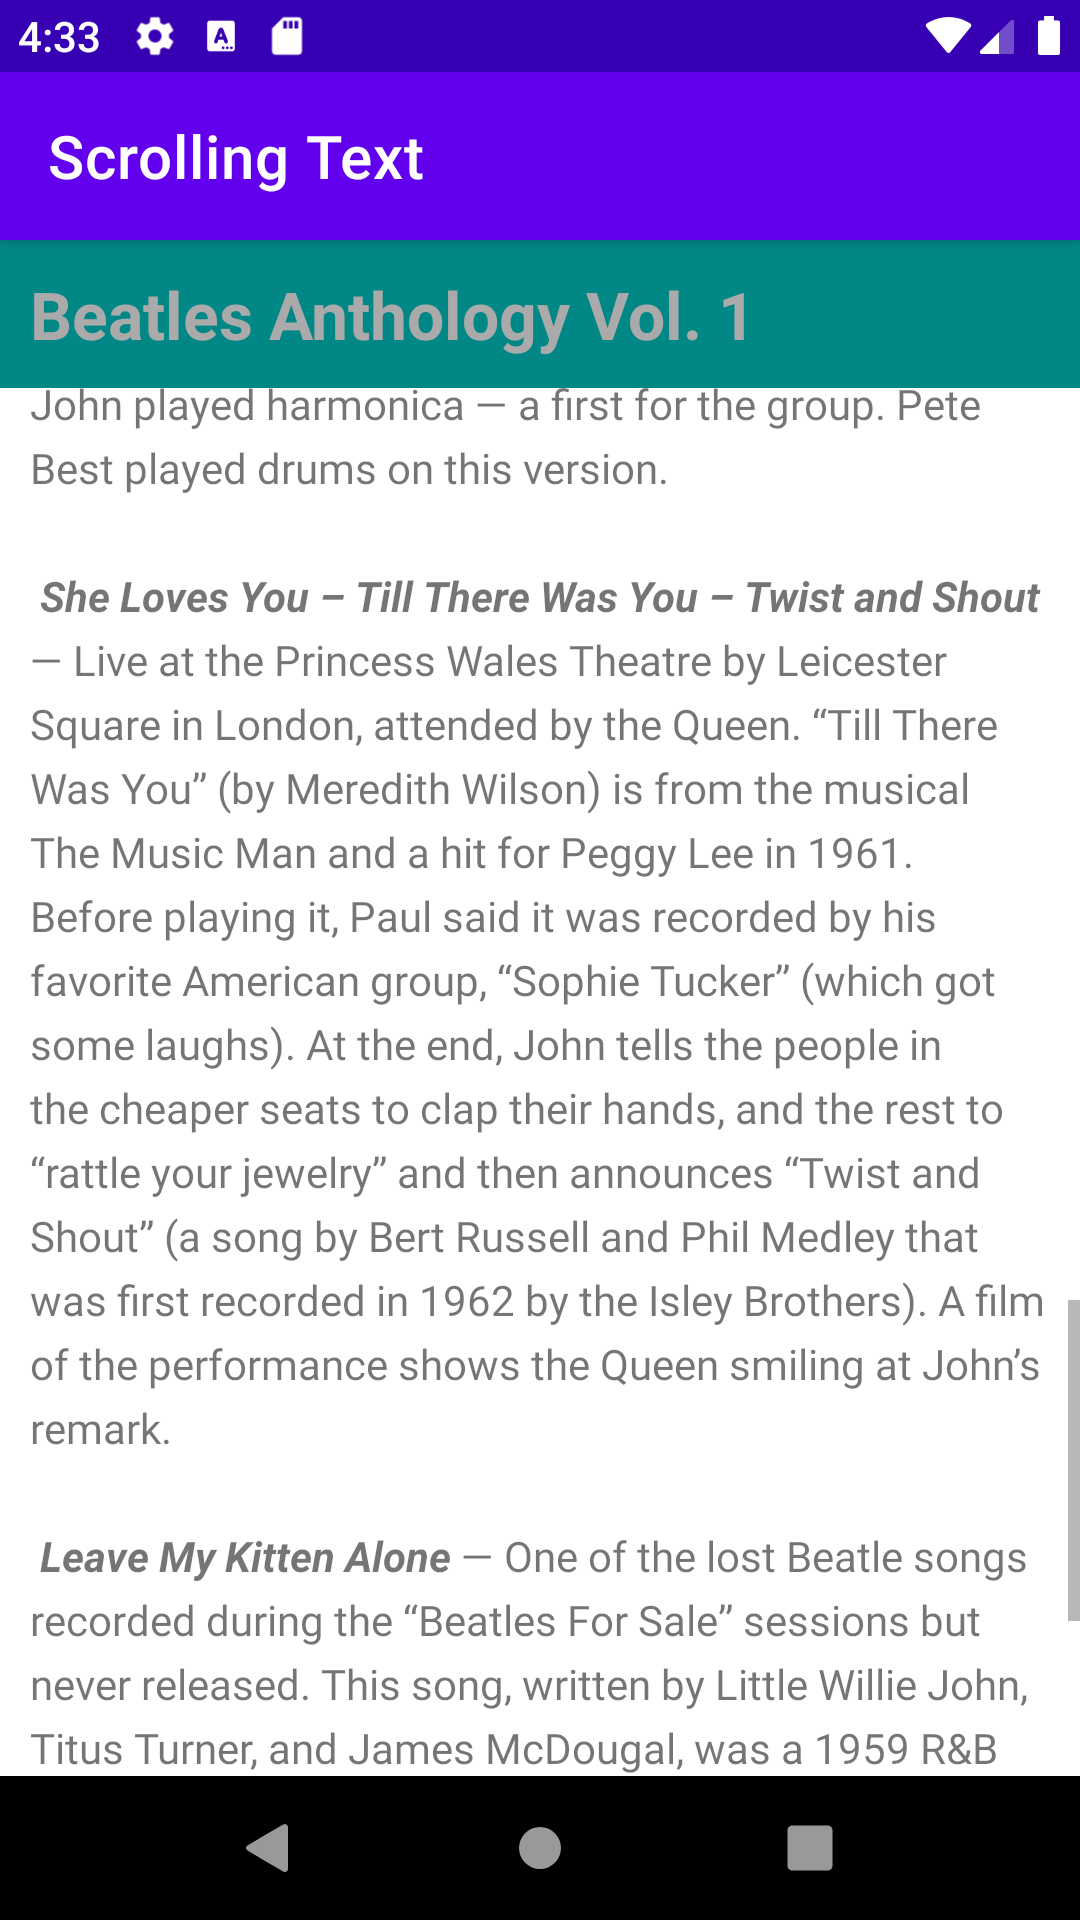 4:33
Scrolling Text
Beatles Anthology Vol. 1
John played harmonica — a first for the group. Pete
Best played drums on this version.
She Loves You – Till There Was You – Twist and Shout
— Live at the Princess Wales Theatre by Leicester
Square in London, attended by the Queen. “Till There
Was You” (by Meredith Wilson) is from the musical
The Music Man and a hit for Peggy Lee in 1961.
Before playing it, Paul said it was recorded by his
favorite American group, “Sophie Tucker” (which got
some laughs). At the end, John tells the people in
the cheaper seats to clap their hands, and the rest to
“rattle your jewelry” and then announces “Twist and
Shout” (a song by Bert Russell and Phil Medley that
was first recorded in 1962 by the Isley Brothers). A film
of the performance shows the Queen smiling at John’s
remark.
Leave My Kitten Alone — One of the lost Beatle songs
recorded during the “Beatles For Sale” sessions but
never released. This song, written by Little Willie John,
Titus Turner, and James McDougal, was a 1959 R&B